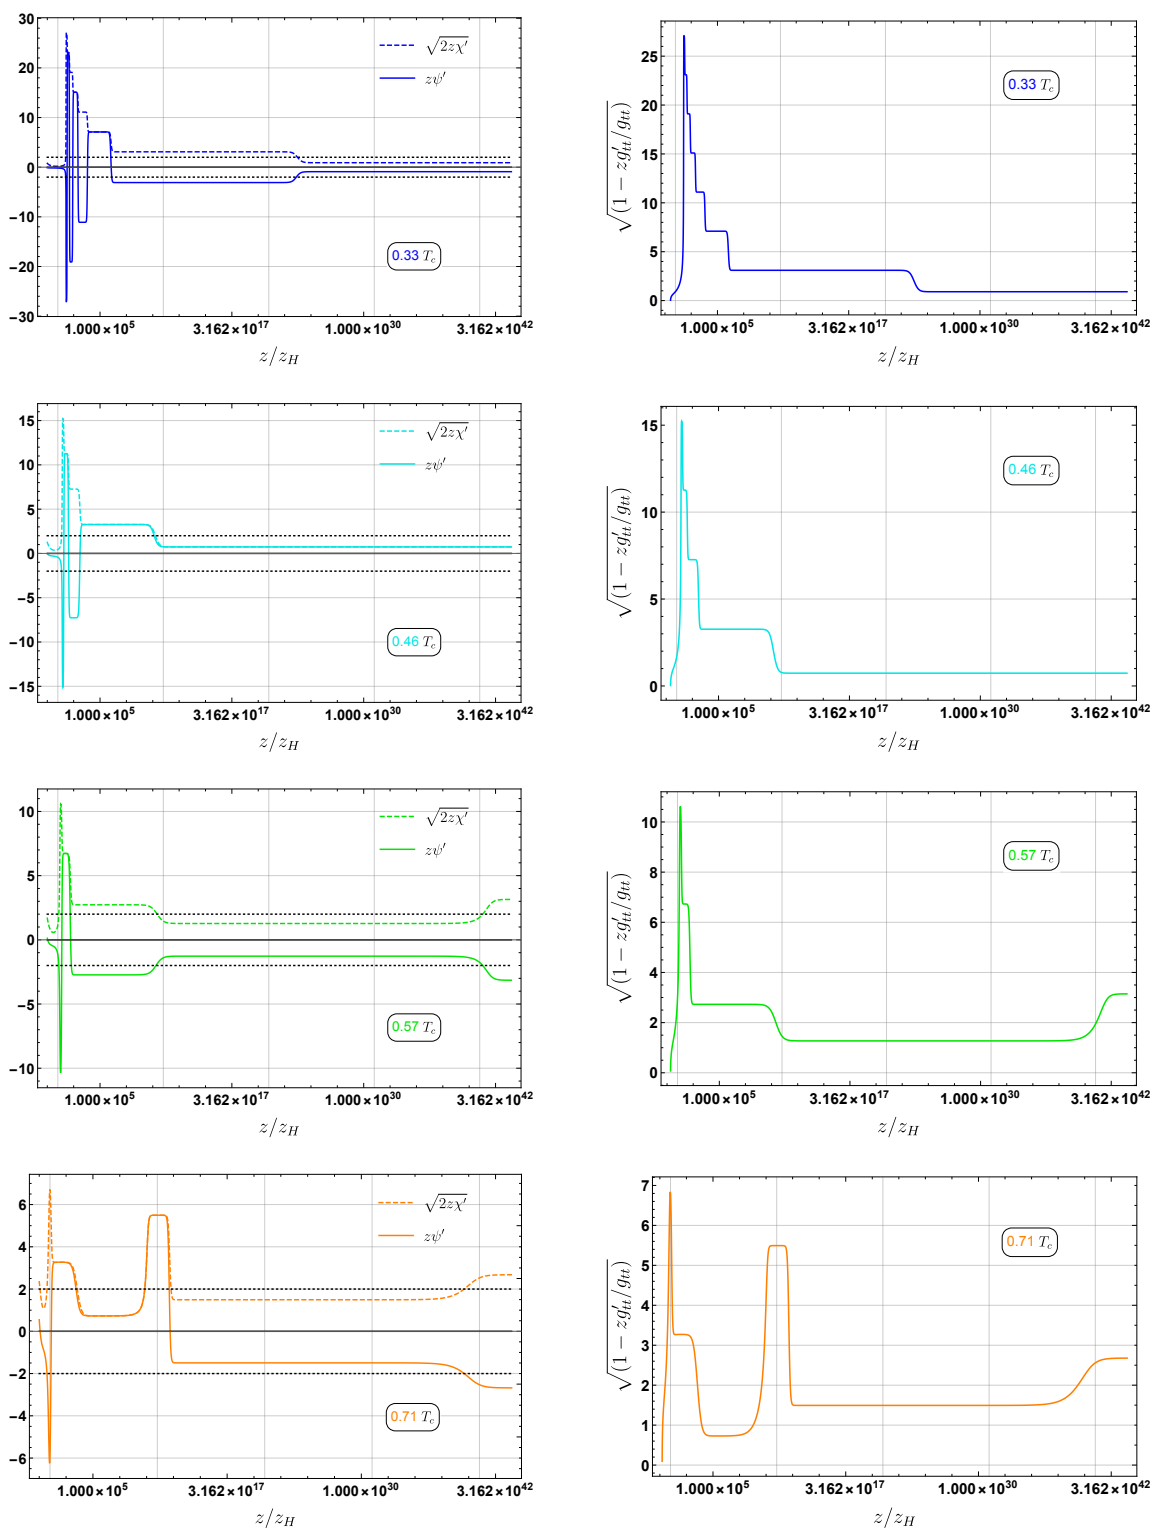 30
20
10
0
−10
−20
−30
√2zχ′
zψ′
0.33 T_c
1.000×10^5 3.162×10^17 1.000×10^30 3.162×10^42
z/z_H
√(1 − zg′_tt/g_tt)
25
20
15
10
5
0
0.33 T_c
1.000×10^5 3.162×10^17 1.000×10^30 3.162×10^42
z/z_H
15
10
5
0
−5
−10
−15
√2zχ′
zψ′
0.46 T_c
1.000×10^5 3.162×10^17 1.000×10^30 3.162×10^42
z/z_H
√(1 − zg′_tt/g_tt)
15
10
5
0
0.46 T_c
1.000×10^5 3.162×10^17 1.000×10^30 3.162×10^42
z/z_H
10
5
0
−5
−10
√2zχ′
zψ′
0.57 T_c
1.000×10^5 3.162×10^17 1.000×10^30 3.162×10^42
z/z_H
√(1 − zg′_tt/g_tt)
10
8
6
4
2
0
0.57 T_c
1.000×10^5 3.162×10^17 1.000×10^30 3.162×10^42
z/z_H
6
4
2
0
−2
−4
−6
√2zχ′
zψ′
0.71 T_c
1.000×10^5 3.162×10^17 1.000×10^30 3.162×10^42
z/z_H
√(1 − zg′_tt/g_tt)
7
6
5
4
3
2
1
0
0.71 T_c
1.000×10^5 3.162×10^17 1.000×10^30 3.162×10^42
z/z_H